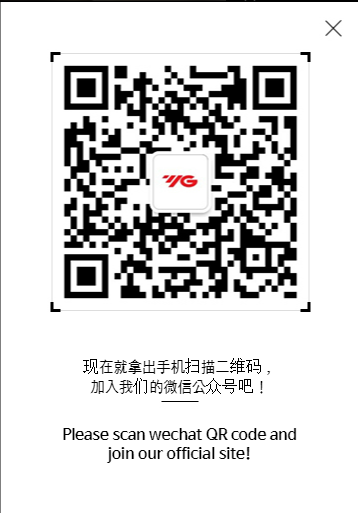 YG
现在就拿出手机扫描二维码，
加入我们的微信公众号吧！
Please scan wechat QR code and
join our official site!